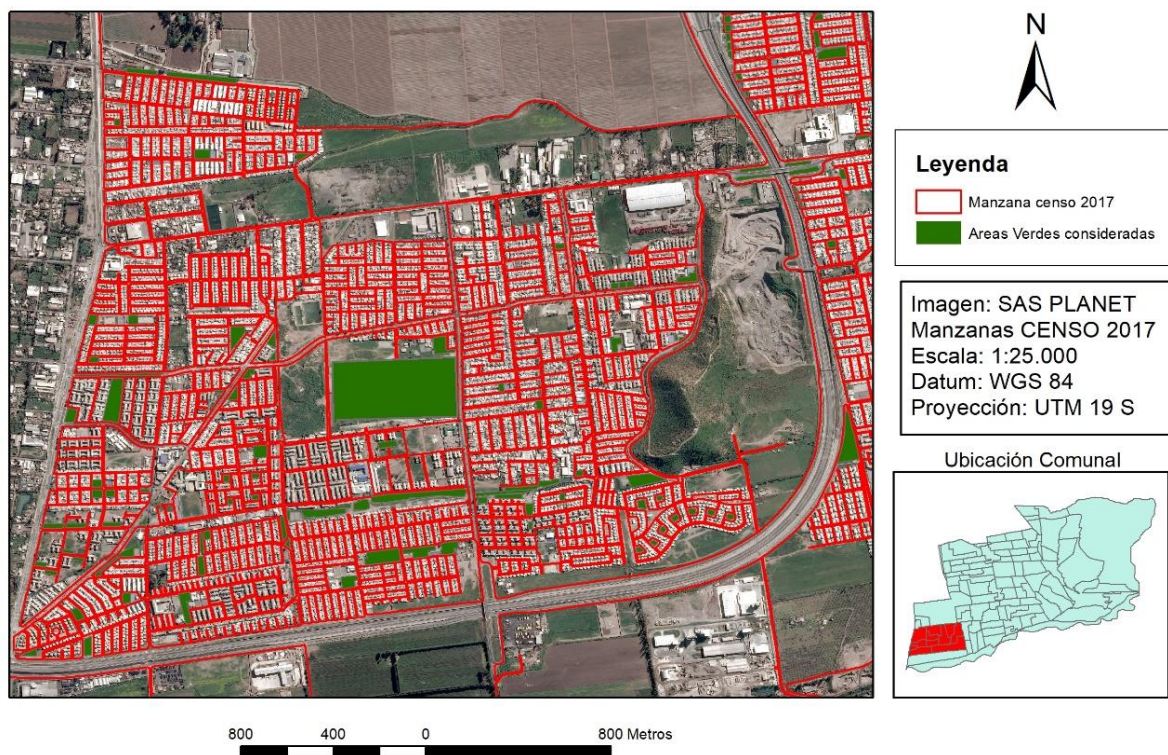 N
Leyenda
Manzana censo 2017
Areas Verdes consideradas
Imagen: SAS PLANET
Manzanas CENSO 2017
Escala: 1:25.000
Datum: WGS 84
Proyección: UTM 19 S
Ubicación Comunal
800 400 0 800 Metros